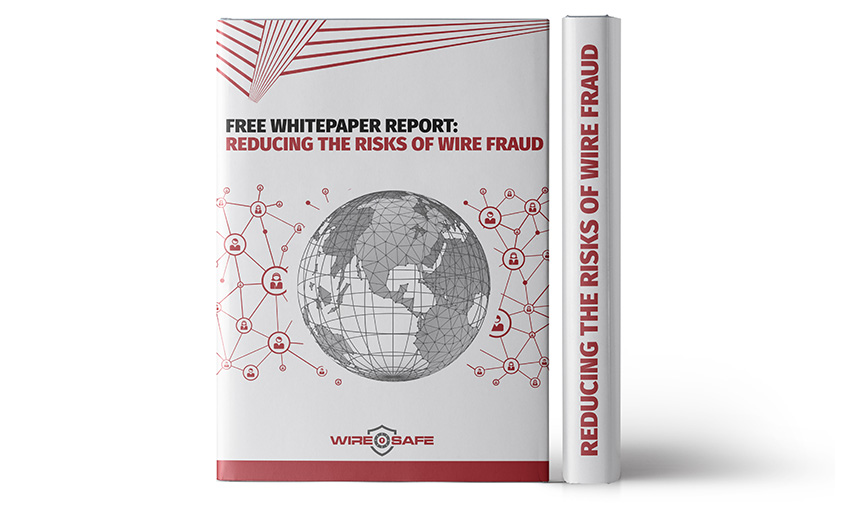 FREE WHITEPAPER REPORT:
REDUCING THE RISKS OF WIRE FRAUD
WIRE SAFE
REDUCING THE RISKS OF WIRE FRAUD